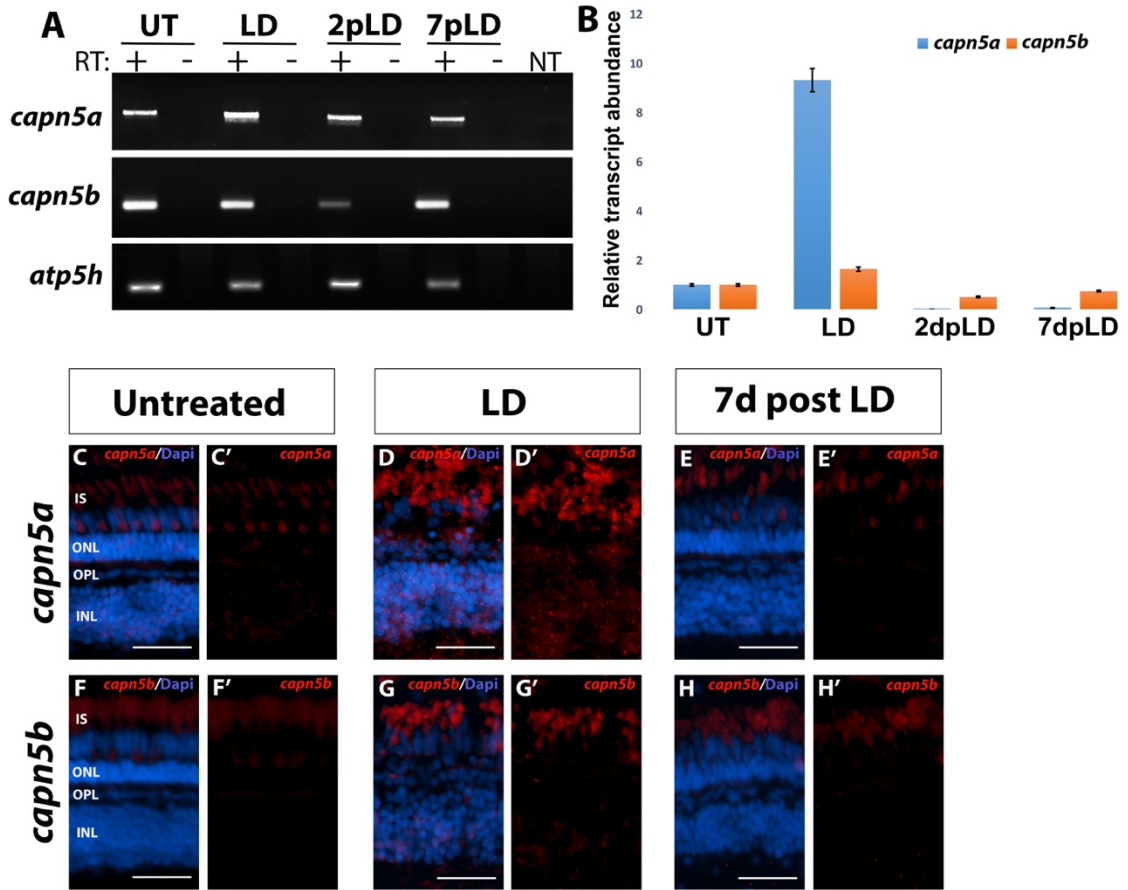 A
UT LD 2pLD 7pLD
RT: + - + - + - + - NT
capn5a
capn5b
atp5h
B
12
10
8
6
4
2
0
Relative transcript abundance
capn5a capn5b
UT LD 2dpLD 7dpLD
Untreated LD 7d post LD
capn5a
C capn5a/Dapi
IS
ONL
OPL
INL
C' capn5a
D capn5a/Dapi
D' capn5a
E capn5a/Dapi
E' capn5a
capn5b
F capn5b/Dapi
IS
ONL
OPL
INL
F' capn5b
G capn5b/Dapi
G' capn5b
H capn5b/Dapi
H' capn5b